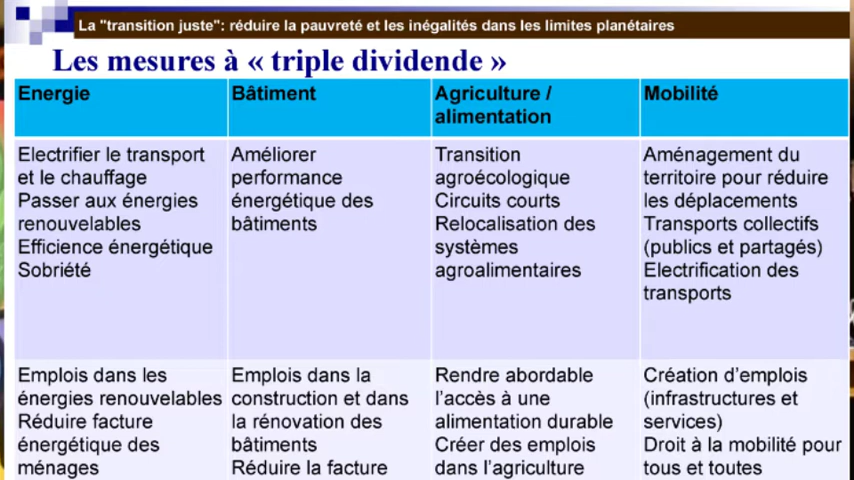 La "transition juste": réduire la pauvreté et les inégalités dans les limites planétaires
Les mesures à « triple dividende »
Energie
Bâtiment
Agriculture /
alimentation
Mobilité
Electrifier le transport
et le chauffage
Passer aux énergies
renouvelables
Efficience énergétique
Sobriété
Améliorer
performance
énergétique des
bâtiments
Transition
agroécologique
Circuits courts
Relocalisation des
systèmes
agroalimentaires
Aménagement du
territoire pour réduire
les déplacements
Transports collectifs
(publics et partagés)
Electrification des
transports
Emplois dans les
énergies renouvelables
Réduire facture
énergétique des
ménages
Emplois dans la
construction et dans
la rénovation des
bâtiments
Réduire la facture
Rendre abordable
l'accès à une
alimentation durable
Créer des emplois
dans l'agriculture
Création d'emplois
(infrastructures et
services)
Droit à la mobilité pour
tous et toutes